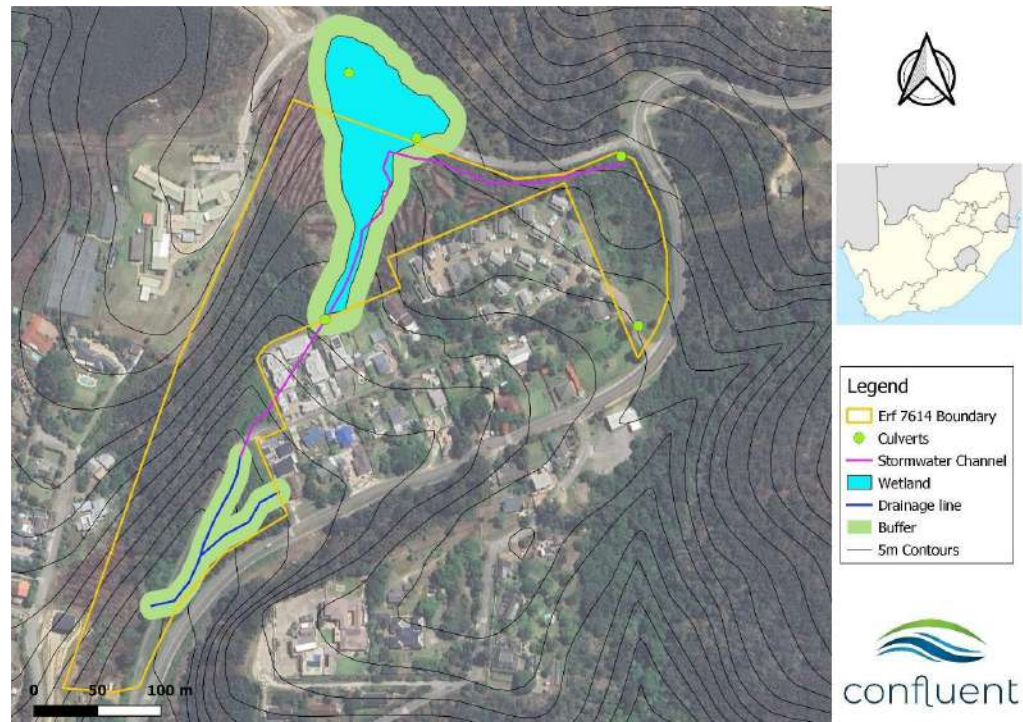 Legend
Erf 7614 Boundary
Culverts
Stormwater Channel
Wetland
Drainage line
Buffer
5m Contours
0 50 100 m
confluent